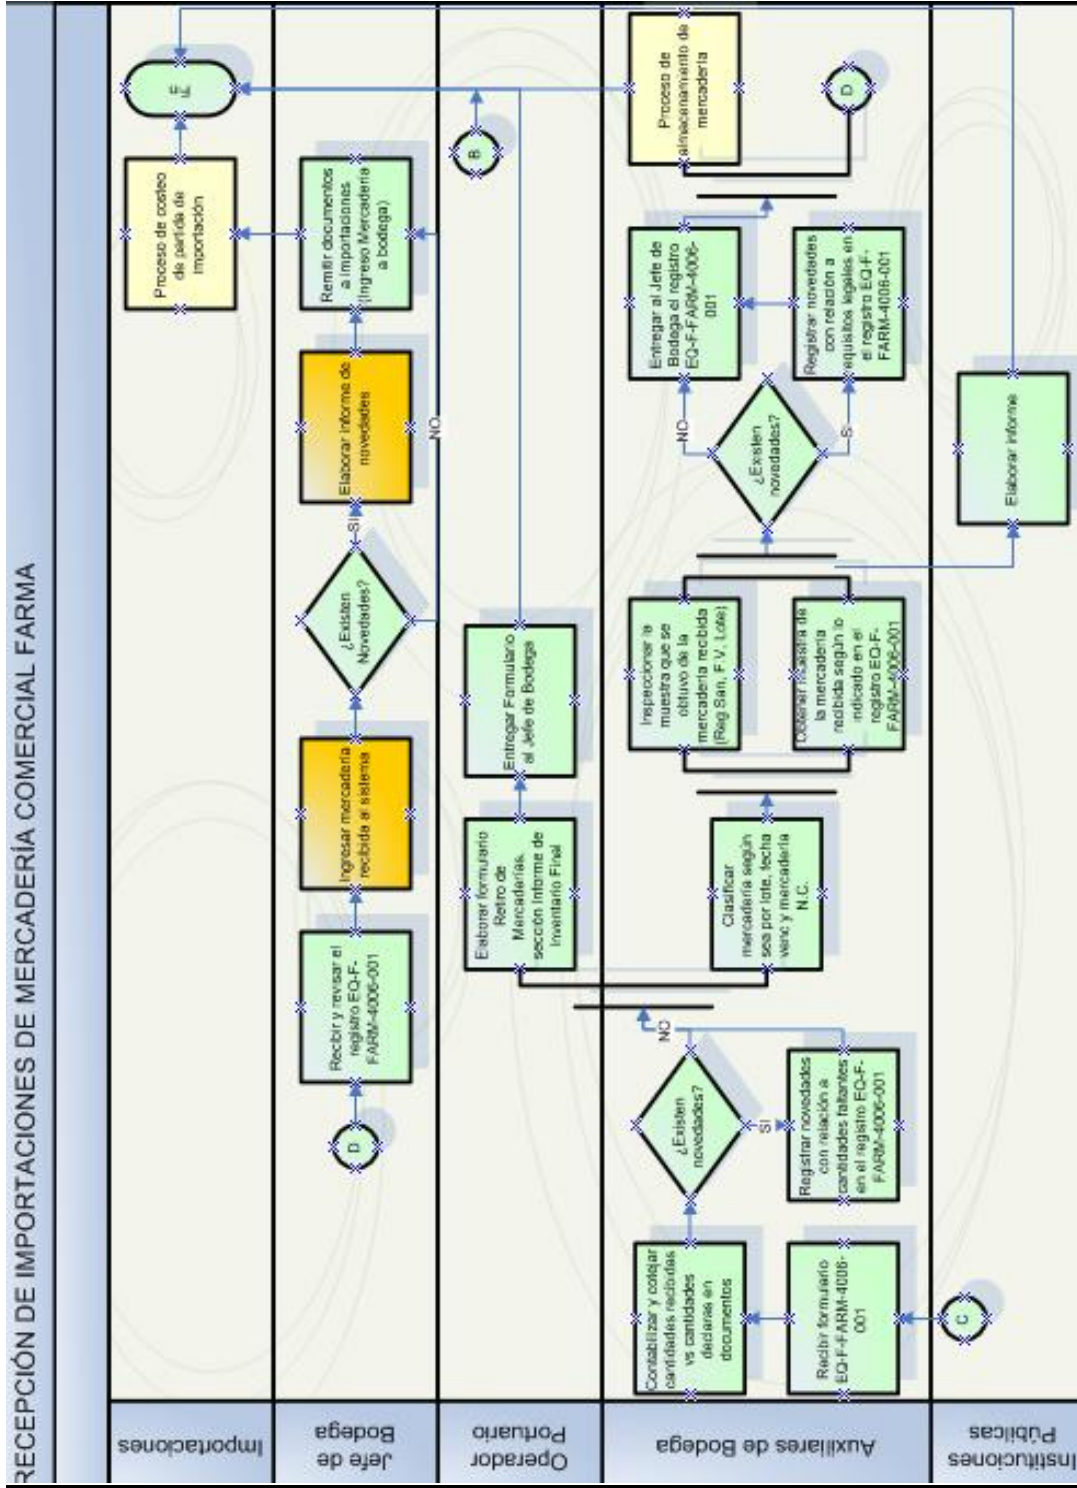 RECEPCIÓN DE IMPORTACIONES DE MERCADERÍA COMERCIAL FARMA
Importaciones
Proceso de costeo
de partida de
importación
Jefe de
Bodega
D
Recibir y revisar el
registro EQ-F-
FARM-4006-001
Ingresar mercadería
recibida al sistema
¿Existen
Novedades?
SI
NO
Elaborar informe de
novedades
Remitir documentos
a importaciones
(Ingreso Mercadería
a bodega)
Operador
Portuario
Elaborar formulario
Retiro de
Mercaderías,
sección Informe de
Inventario Final
Entregar Formulario
al Jefe de Bodega
B
Auxiliares de Bodega
Recibir formulario
EQ-F-FARM-4006-
001
Contabilizar y cotejar
cantidades recibidas
vs cantidades
declaras en
documentos
¿Existen
novedades?
NO
SI
Registrar novedades
con relación a
cantidades faltantes
en el registro EQ-F-
FARM-4006-001
Clasificar
mercadería según
sea por lote, fecha
venc y mercadería
N.C.
Inspeccionar la
muestra que se
obtuvo de la
mercadería recibida
(Reg San, F.V. Lote)
Obtener muestra de
la mercadería
recibida según lo
indicado en el
registro EQ-F-
FARM-4006-001
¿Existen
novedades?
NO
SI
Entregar al Jefe de
Bodega el registro
EQ-F-FARM-4006-
001
Registrar novedades
con relación a
requisitos legales en
el registro EQ-F-
FARM-4006-001
Proceso de
almacenamiento de
mercadería
D
Instituciones
Públicas
C
Elaborar informe